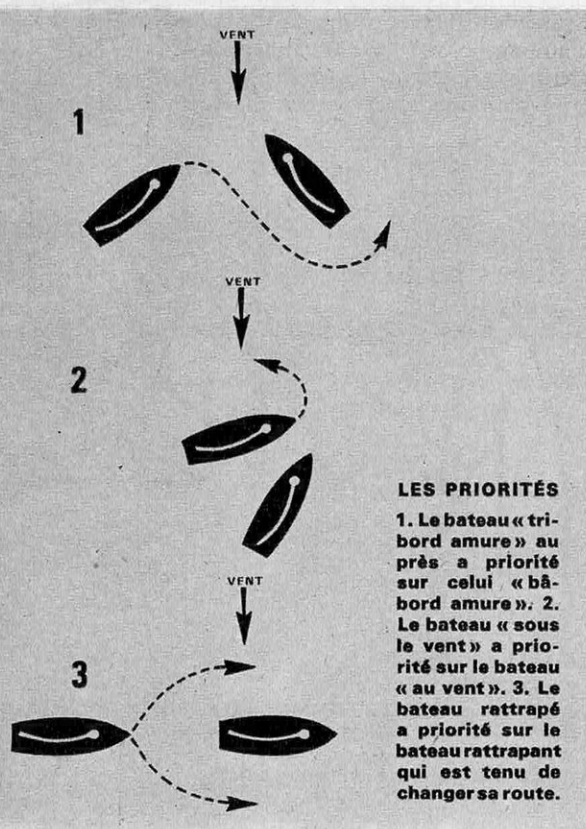 VENT
1
VENT
2
VENT
3
LES PRIORITÉS
1. Le bateau « tri-
bord amure » au
près a priorité
sur celui « bâ-
bord amure ». 2.
Le bateau « sous
le vent » a prio-
rité sur le bateau
« au vent ». 3. Le
bateau rattrapé
a priorité sur le
bateau rattrapant
qui est tenu de
changer sa route.